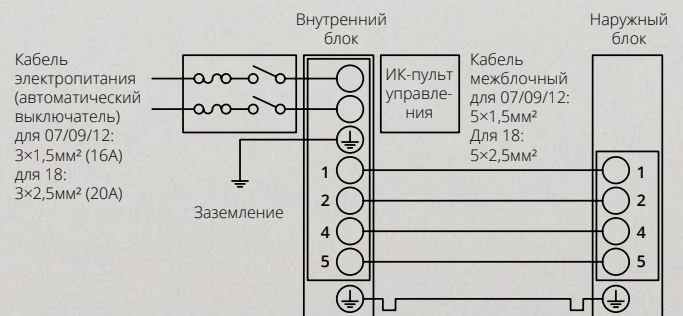 Внутренний
блок
Наружный
блок
Кабель
электропитания
(автоматический
выключатель)
для 07/09/12:
3×1,5мм² (16А)
для 18:
3×2,5мм² (20А)
ИК-пульт
управле-
ния
Кабель
межблочный
для 07/09/12:
5×1,5мм²
Для 18:
5×2,5мм²
Заземление
1
1
2
2
4
4
5
5